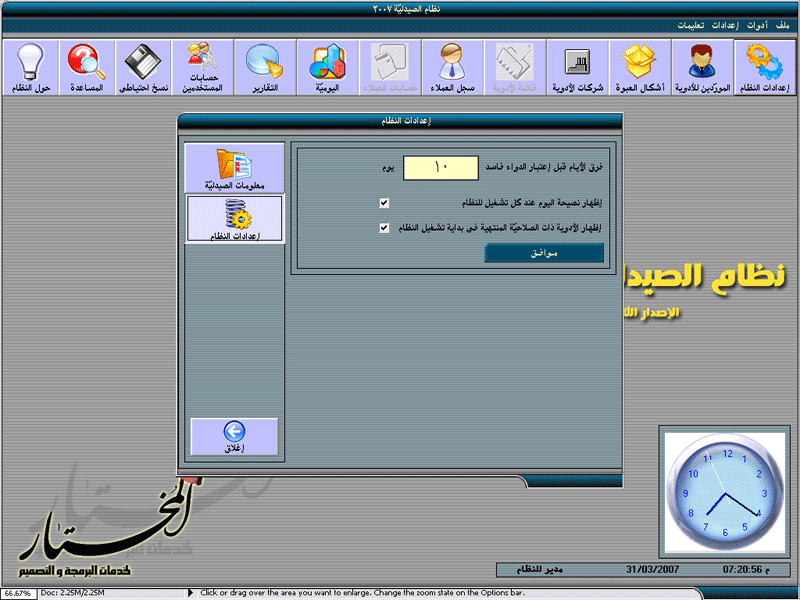 نظام الصيدليّة ٢٠٠٧
ملف أدوات إعدادات تعليمات
إعدادات النظام
المورّدين للأدوية
أشكال العبوة
شركات الأدوية
قائمة الأدوية
سجل العملاء
حسابات العملاء
اليوميّة
التقارير
حسابات المستخدمين
نسخ احتياطى
المساعدة
حول النظام
إعدادات النظام
معلومات الصيدليّة
إعدادات النظام
فرق الأيام قبل إعتبار الدواء فاسد ١٠ يوم
إظهار نصيحة اليوم عند كل تشغيل للنظام
إظهار الأدوية ذات الصلاحيّة المنتهية فى بداية تشغيل النظام
موافق
إغلاق
نظام الصيدل
الإصدار
12
1
2
3
4
5
6
7
8
9
10
11
المختار
خدمات البرمجة و التصميم
مدير للنظام
31/03/2007
07:20:56 م
66.67%
Doc: 2.25M/2.25M
Click or drag over the area you want to enlarge. Change the zoom state on the Options bar.